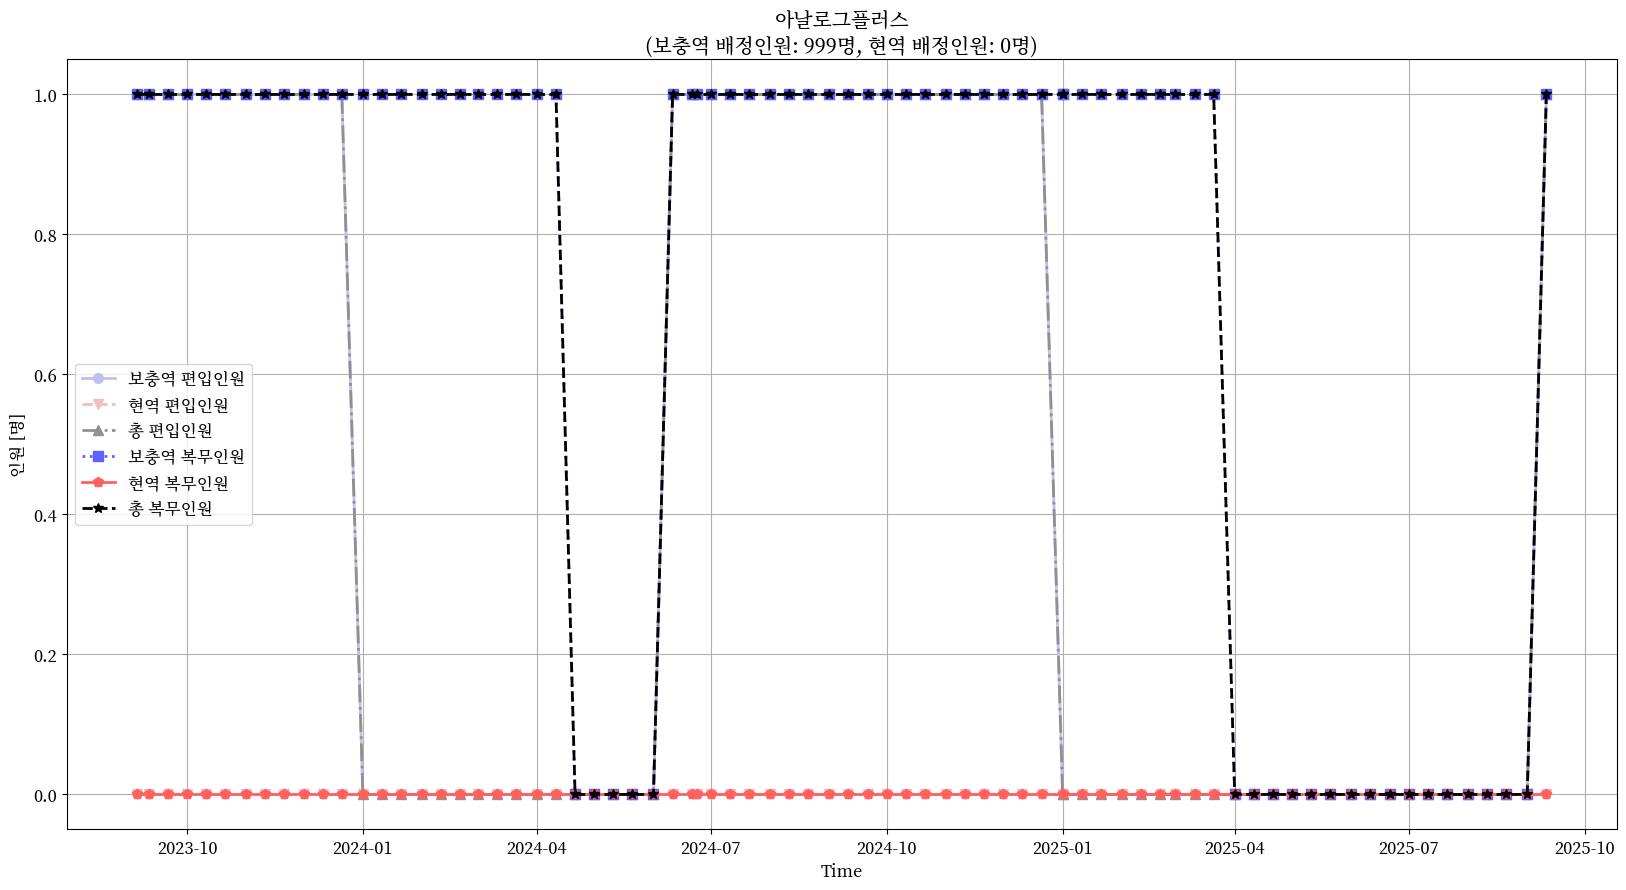 아날로그플러스
(보충역 배정인원: 999명, 현역 배정인원: 0명)
인원 [명]
1.0
0.8
0.6
0.4
0.2
0.0
보충역 편입인원
현역 편입인원
총 편입인원
보충역 복무인원
현역 복무인원
총 복무인원
2023-10
2024-01
2024-04
2024-07
2024-10
2025-01
2025-04
2025-07
2025-10
Time